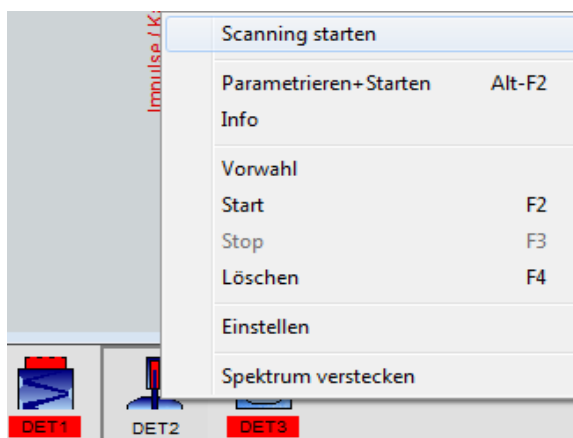 Impulse / K
Scanning starten
Parametrieren+Starten Alt-F2
Info
Vorwahl
Start F2
Stop F3
Löschen F4
Einstellen
Spektrum verstecken
DET1 DET2 DET3